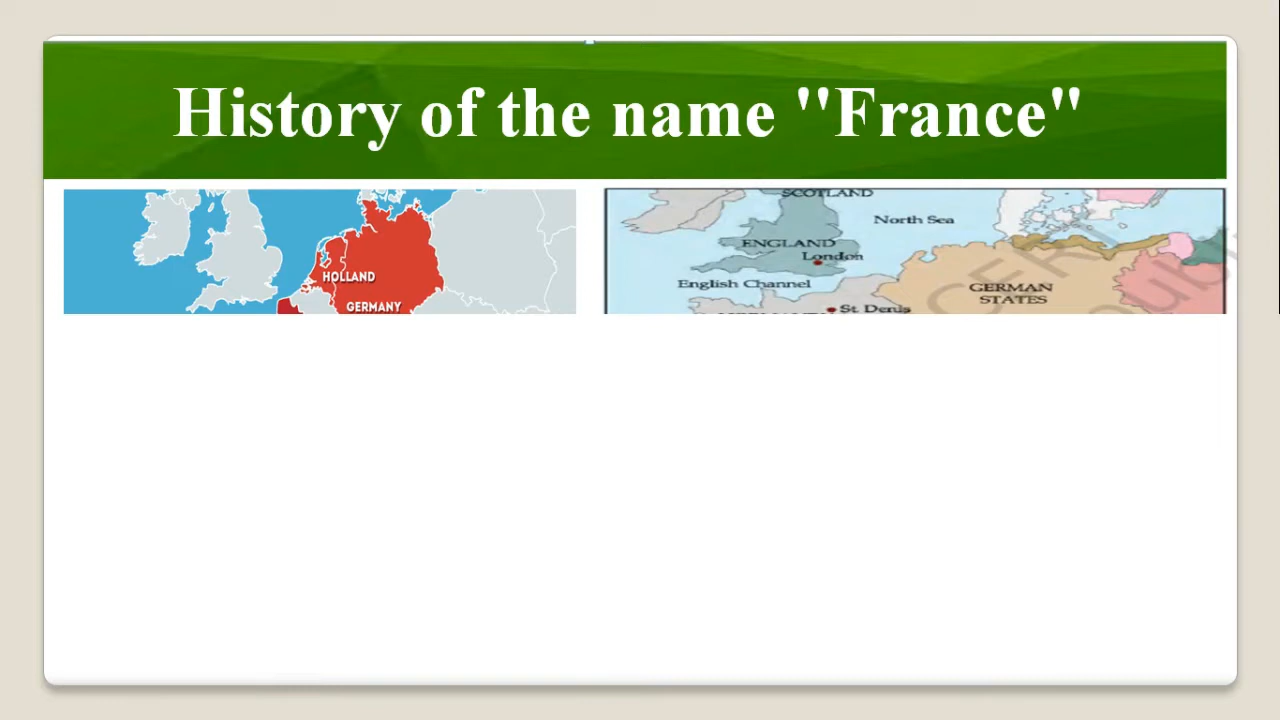 History of the name "France"
HOLLAND
GERMANY
SCOTLAND
North Sea
ENGLAND
London
English Channel
GERMAN
STATES
St. Denis